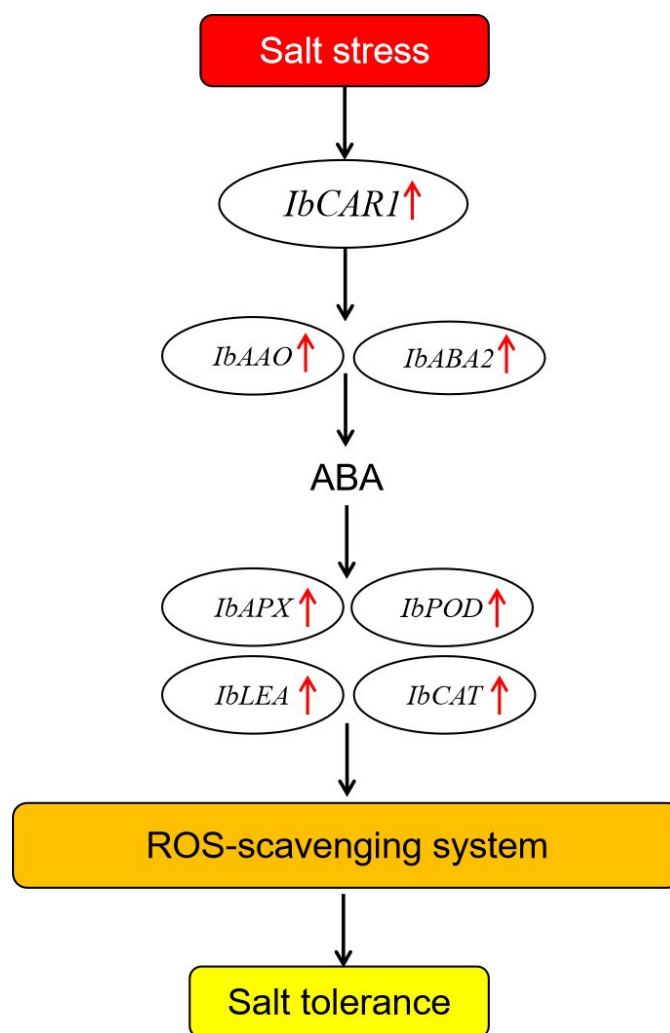 Salt stress
IbCAR1↑
IbAAO↑ IbABA2↑
ABA
IbAPX↑ IbPOD↑
IbLEA↑ IbCAT↑
ROS-scavenging system
Salt tolerance